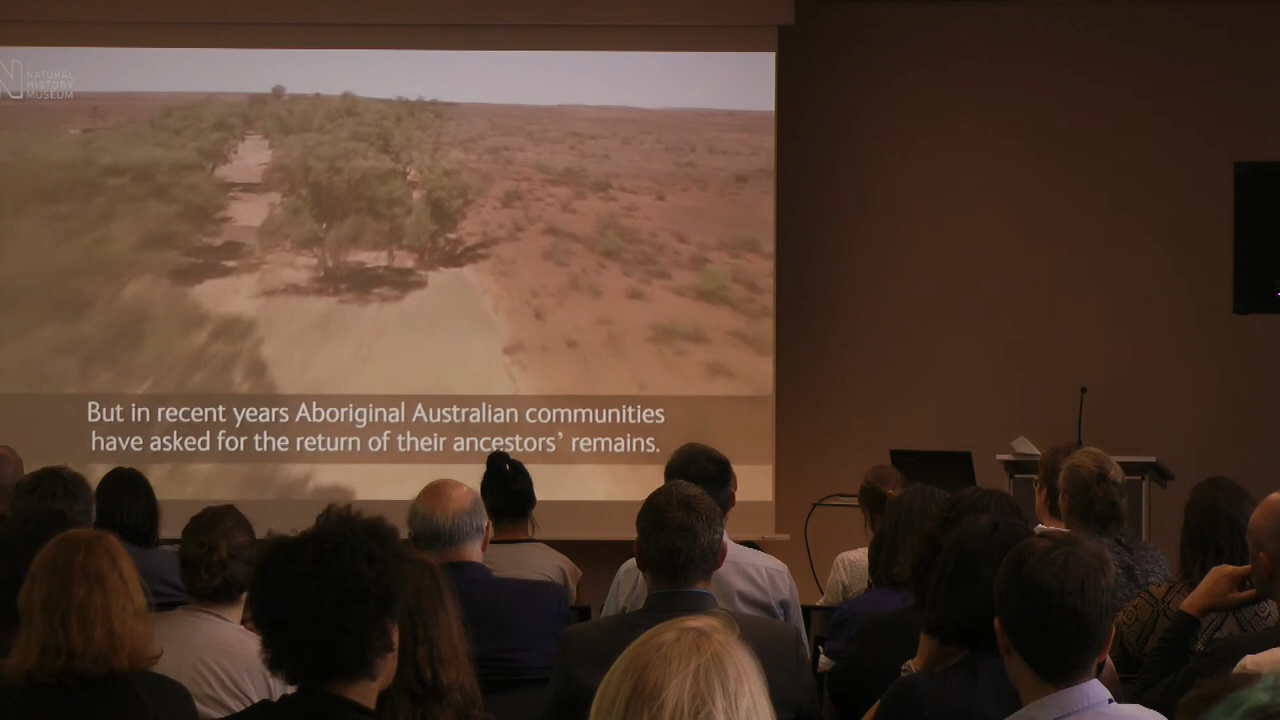 NATURAL
HISTORY
MUSEUM
But in recent years Aboriginal Australian communities
have asked for the return of their ancestors’ remains.